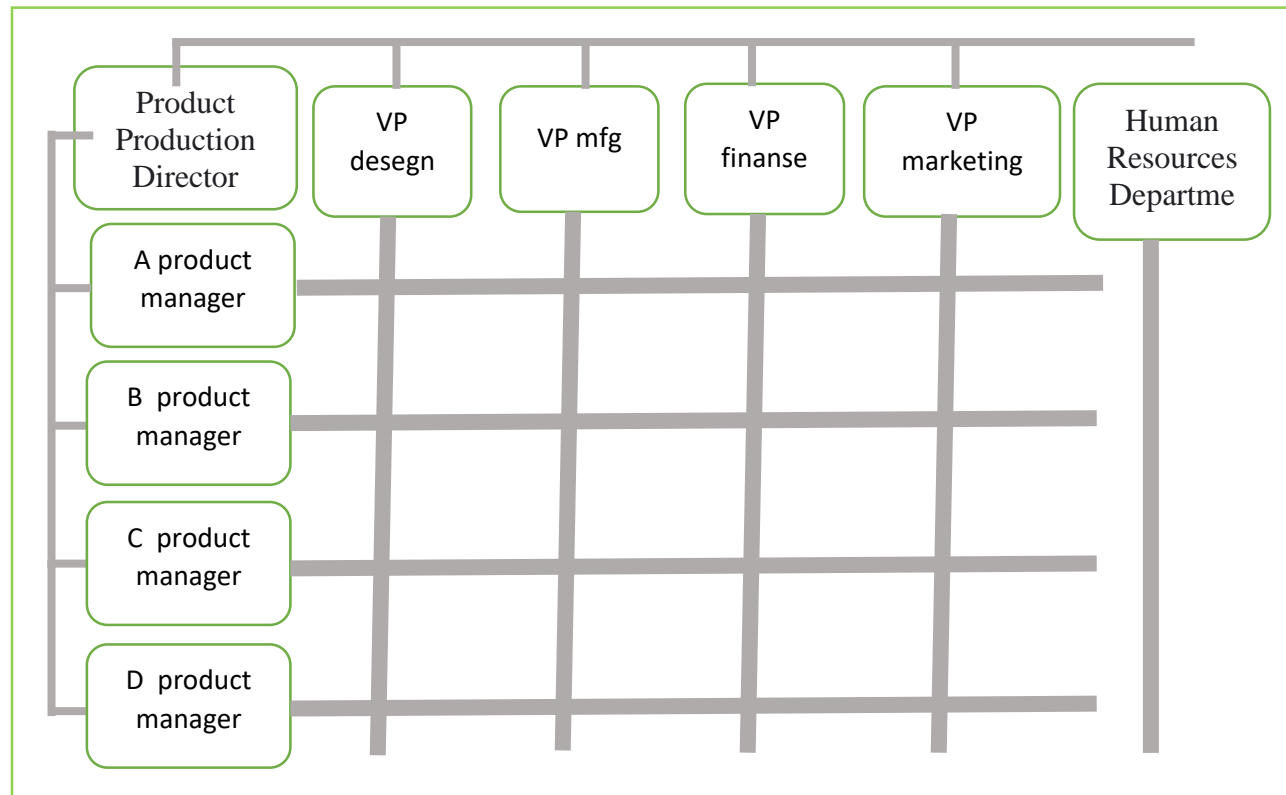 Product
Production
Director
VP
desegn
VP mfg
VP
finanse
VP
marketing
Human
Resources
Departme
A product
manager
B  product
manager
C  product
manager
D  product
manager